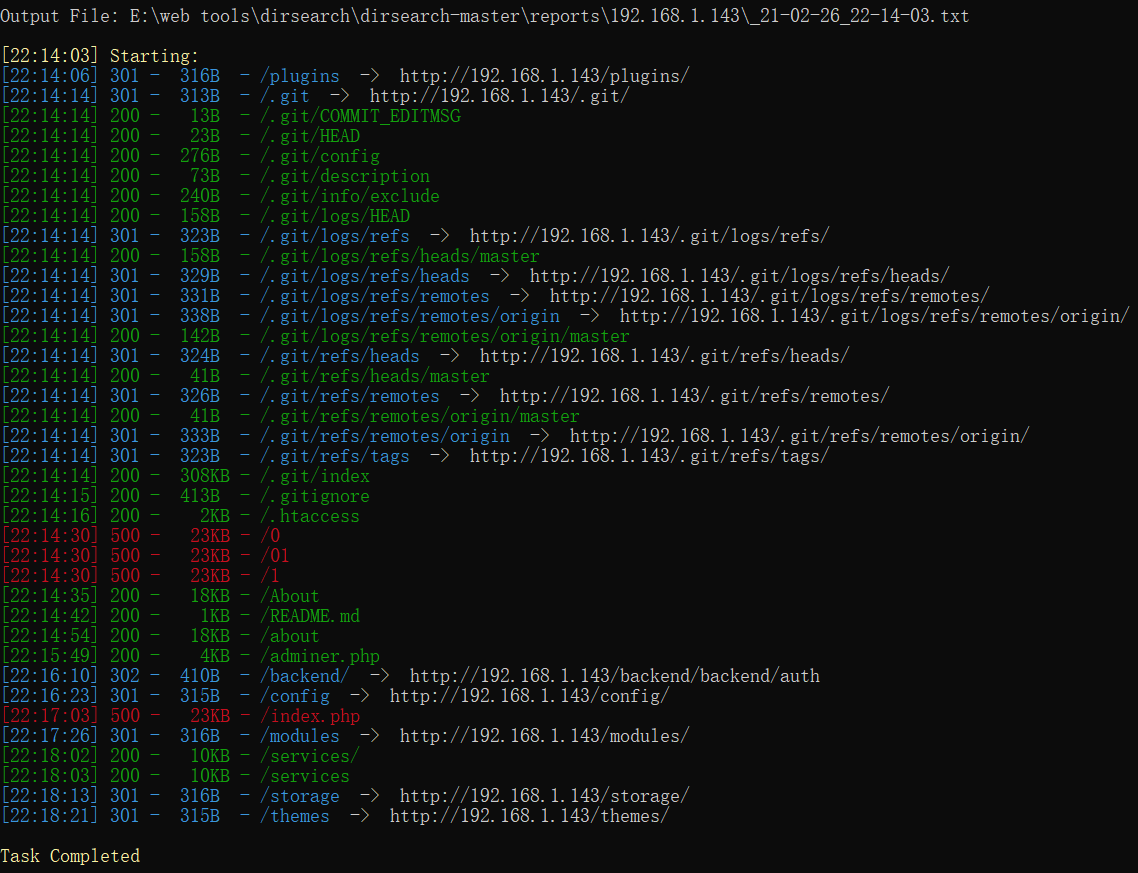 Output File: E:\web tools\dirsearch\dirsearch-master\reports\192.168.1.143\_21-02-26_22-14-03.txt
[22:14:03] Starting:
[22:14:06] 301 -  316B  - /plugins  ->  http://192.168.1.143/plugins/
[22:14:14] 301 -  313B  - /.git  ->  http://192.168.1.143/.git/
[22:14:14] 200 -   13B  - /.git/COMMIT_EDITMSG
[22:14:14] 200 -   23B  - /.git/HEAD
[22:14:14] 200 -  276B  - /.git/config
[22:14:14] 200 -   73B  - /.git/description
[22:14:14] 200 -  240B  - /.git/info/exclude
[22:14:14] 200 -  158B  - /.git/logs/HEAD
[22:14:14] 301 -  323B  - /.git/logs/refs  ->  http://192.168.1.143/.git/logs/refs/
[22:14:14] 200 -  158B  - /.git/logs/refs/heads/master
[22:14:14] 301 -  329B  - /.git/logs/refs/heads  ->  http://192.168.1.143/.git/logs/refs/heads/
[22:14:14] 301 -  331B  - /.git/logs/refs/remotes  ->  http://192.168.1.143/.git/logs/refs/remotes/
[22:14:14] 301 -  338B  - /.git/logs/refs/remotes/origin  ->  http://192.168.1.143/.git/logs/refs/remotes/origin/
[22:14:14] 200 -  142B  - /.git/logs/refs/remotes/origin/master
[22:14:14] 301 -  324B  - /.git/refs/heads  ->  http://192.168.1.143/.git/refs/heads/
[22:14:14] 200 -   41B  - /.git/refs/heads/master
[22:14:14] 301 -  326B  - /.git/refs/remotes  ->  http://192.168.1.143/.git/refs/remotes/
[22:14:14] 200 -   41B  - /.git/refs/remotes/origin/master
[22:14:14] 301 -  333B  - /.git/refs/remotes/origin  ->  http://192.168.1.143/.git/refs/remotes/origin/
[22:14:14] 301 -  323B  - /.git/refs/tags  ->  http://192.168.1.143/.git/refs/tags/
[22:14:14] 200 -  308KB - /.git/index
[22:14:15] 200 -  413B  - /.gitignore
[22:14:16] 200 -    2KB - /.htaccess
[22:14:30] 500 -   23KB - /0
[22:14:30] 500 -   23KB - /01
[22:14:30] 500 -   23KB - /1
[22:14:35] 200 -   18KB - /About
[22:14:42] 200 -    1KB - /README.md
[22:14:54] 200 -   18KB - /about
[22:15:49] 200 -    4KB - /adminer.php
[22:16:10] 302 -  410B  - /backend/  ->  http://192.168.1.143/backend/backend/auth
[22:16:23] 301 -  315B  - /config  ->  http://192.168.1.143/config/
[22:17:03] 500 -   23KB - /index.php
[22:17:26] 301 -  316B  - /modules  ->  http://192.168.1.143/modules/
[22:18:02] 200 -   10KB - /services/
[22:18:03] 200 -   10KB - /services
[22:18:13] 301 -  316B  - /storage  ->  http://192.168.1.143/storage/
[22:18:21] 301 -  315B  - /themes  ->  http://192.168.1.143/themes/
Task Completed